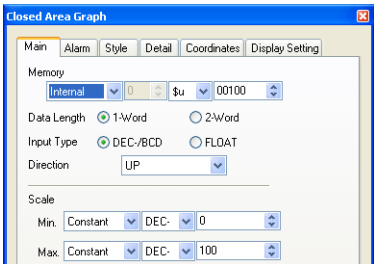 Closed Area Graph
Main Alarm Style Detail Coordinates Display Setting
Memory
Internal 0 $u 00100
Data Length 1-Word 2-Word
Input Type DEC-/BCD FLOAT
Direction UP
Scale
Min. Constant DEC- 0
Max. Constant DEC- 100